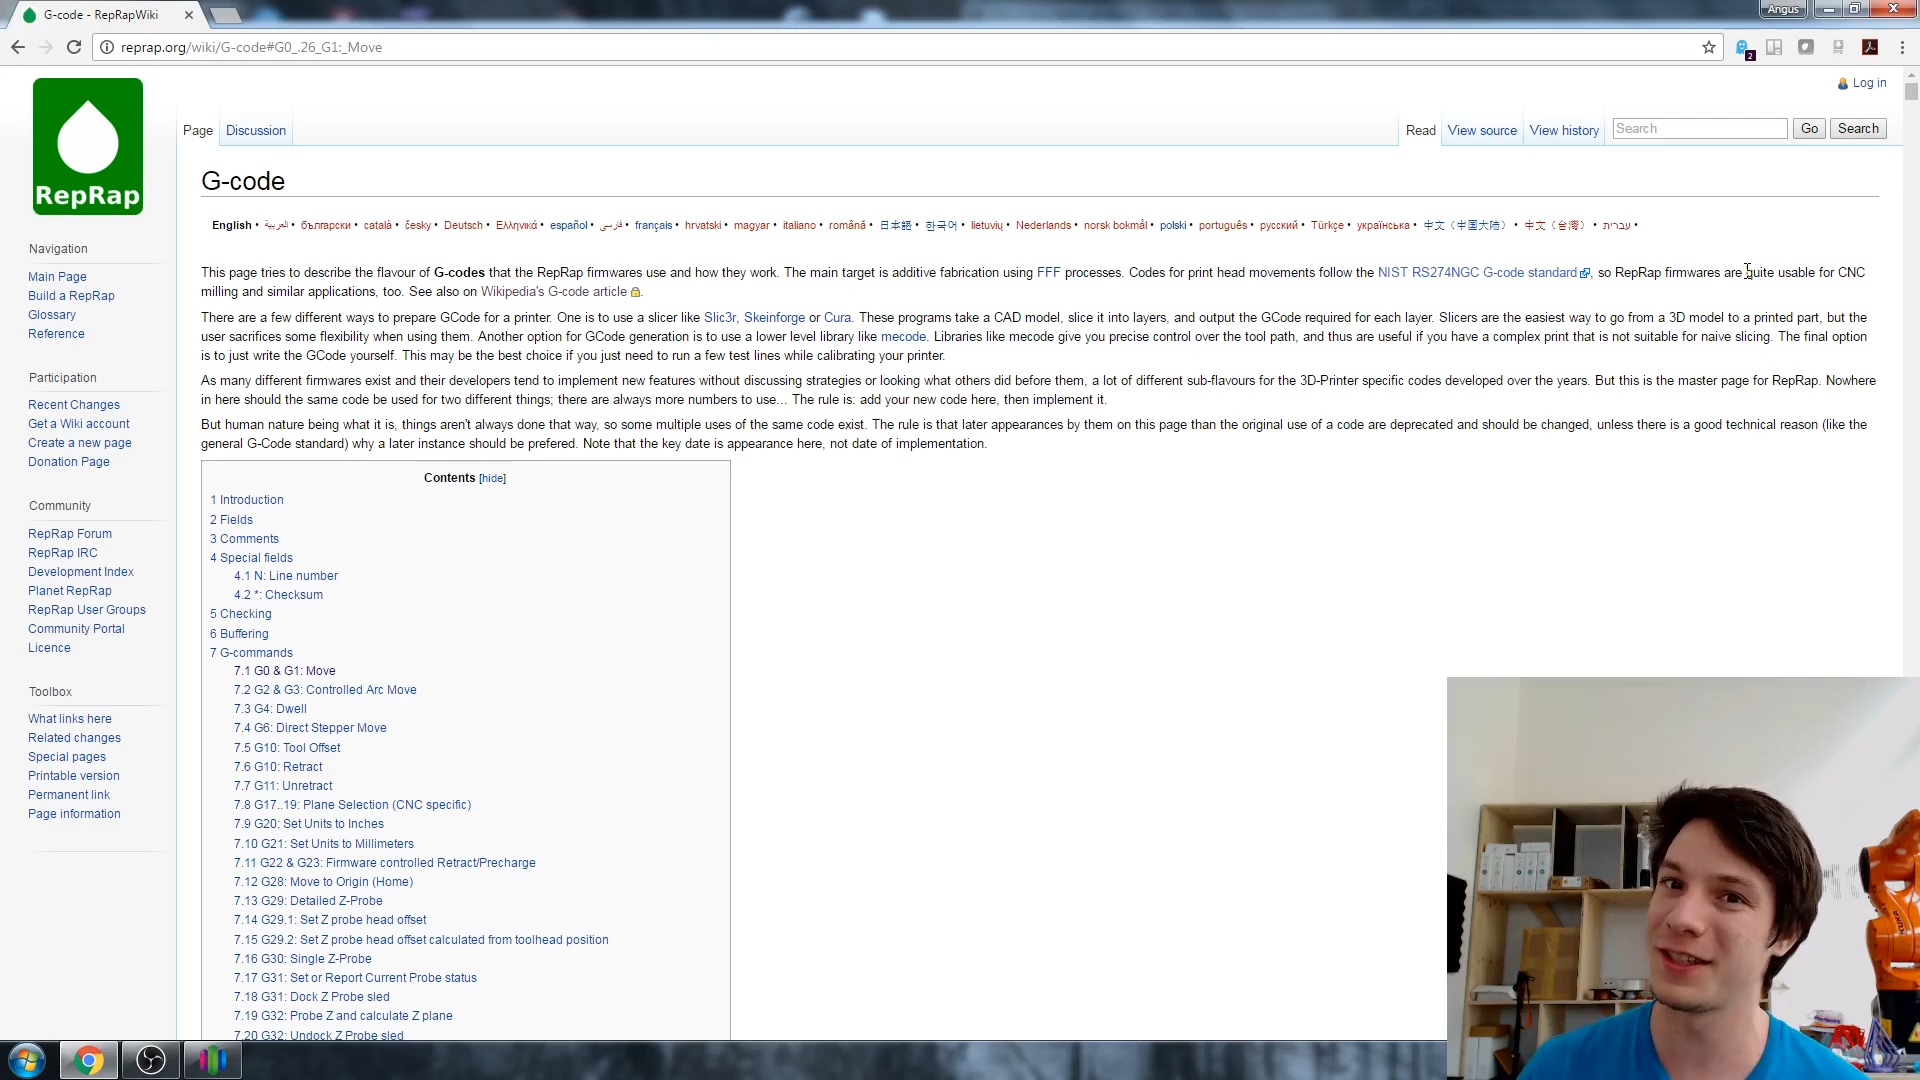 G-code - RepRapWiki
Angus
reprap.org/wiki/G-code#G0_.26_G1:_Move
2
Log in
RepRap
Page
Discussion
Read
View source
View history
Search
Go
Search
G-code
English • العربية • български • català • česky • Deutsch • Ελληνικά • español • فارسی • français • hrvatski • magyar • italiano • română • 日本語 • 한국어 • lietuvių • Nederlands • norsk bokmål • polski • português • русский • Türkçe • українська • 中文（中国大陆） • 中文（台灣） • עברית •
This page tries to describe the flavour of G-codes that the RepRap firmwares use and how they work. The main target is additive fabrication using FFF processes. Codes for print head movements follow the NIST RS274NGC G-code standard, so RepRap firmwares are quite usable for CNC
milling and similar applications, too. See also on Wikipedia's G-code article.
There are a few different ways to prepare GCode for a printer. One is to use a slicer like Slic3r, Skeinforge or Cura. These programs take a CAD model, slice it into layers, and output the GCode required for each layer. Slicers are the easiest way to go from a 3D model to a printed part, but the
user sacrifices some flexibility when using them. Another option for GCode generation is to use a lower level library like mecode. Libraries like mecode give you precise control over the tool path, and thus are useful if you have a complex print that is not suitable for naive slicing. The final option
is to just write the GCode yourself. This may be the best choice if you just need to run a few test lines while calibrating your printer.
As many different firmwares exist and their developers tend to implement new features without discussing strategies or looking what others did before them, a lot of different sub-flavours for the 3D-Printer specific codes developed over the years. But this is the master page for RepRap. Nowhere
in here should the same code be used for two different things; there are always more numbers to use... The rule is: add your new code here, then implement it.
But human nature being what it is, things aren't always done that way, so some multiple uses of the same code exist. The rule is that later appearances by them on this page than the original use of a code are deprecated and should be changed, unless there is a good technical reason (like the
general G-Code standard) why a later instance should be prefered. Note that the key date is appearance here, not date of implementation.
Contents [hide]
1 Introduction
2 Fields
3 Comments
4 Special fields
4.1 N: Line number
4.2 *: Checksum
5 Checking
6 Buffering
7 G-commands
7.1 G0 & G1: Move
7.2 G2 & G3: Controlled Arc Move
7.3 G4: Dwell
7.4 G6: Direct Stepper Move
7.5 G10: Tool Offset
7.6 G10: Retract
7.7 G11: Unretract
7.8 G17..19: Plane Selection (CNC specific)
7.9 G20: Set Units to Inches
7.10 G21: Set Units to Millimeters
7.11 G22 & G23: Firmware controlled Retract/Precharge
7.12 G28: Move to Origin (Home)
7.13 G29: Detailed Z-Probe
7.14 G29.1: Set Z probe head offset
7.15 G29.2: Set Z probe head offset calculated from toolhead position
7.16 G30: Single Z-Probe
7.17 G31: Set or Report Current Probe status
7.18 G31: Dock Z Probe sled
7.19 G32: Probe Z and calculate Z plane
7.20 G32: Undock Z Probe sled
Navigation
Main Page
Build a RepRap
Glossary
Reference
Participation
Recent Changes
Get a Wiki account
Create a new page
Donation Page
Community
RepRap Forum
RepRap IRC
Development Index
Planet RepRap
RepRap User Groups
Community Portal
Licence
Toolbox
What links here
Related changes
Special pages
Printable version
Permanent link
Page information
KUKA